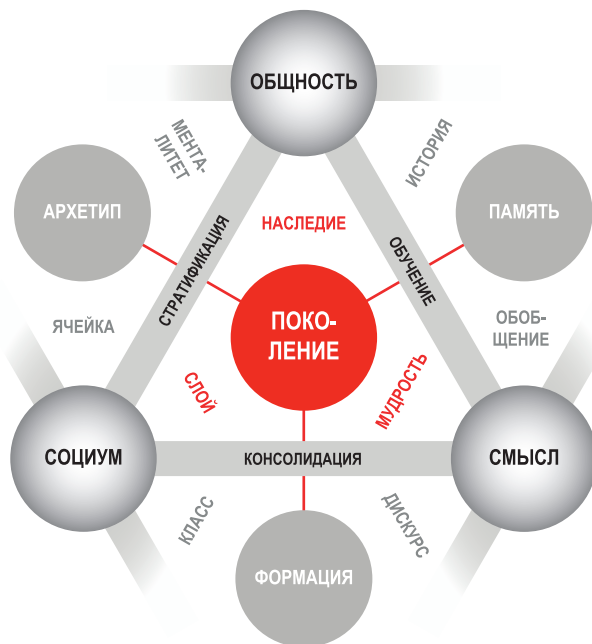 ОБЩНОСТЬ
МЕНТА-
ЛИТЕТ
ИСТОРИЯ
АРХЕТИП
НАСЛЕДИЕ
ПАМЯТЬ
СТРАТИФИКАЦИЯ
ОБУЧЕНИЕ
ЯЧЕЙКА
ПОКО-
ЛЕНИЕ
ОБОБ-
ЩЕНИЕ
СЛОЙ
МУДРОСТЬ
СОЦИУМ
КОНСОЛИДАЦИЯ
СМЫСЛ
КЛАСС
ДИСКУРС
ФОРМАЦИЯ